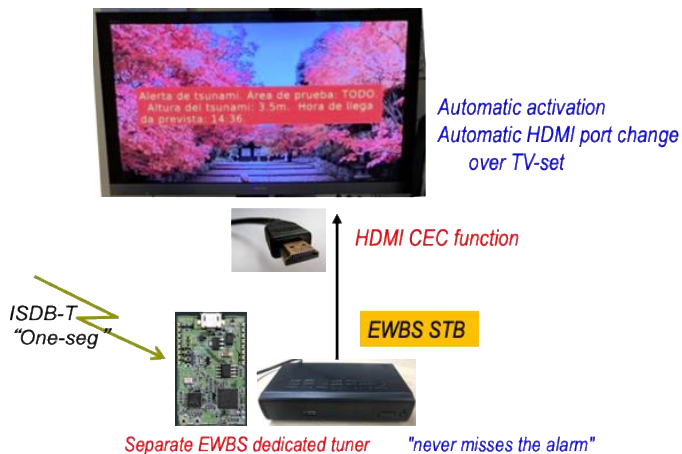 Alerta de tsunami. Área de prueba: TODO.
Altura del tsunami: 3.5m. Hora de llega
da prevista: 14:36.
Automatic activation
Automatic HDMI port change
over TV-set
HDMI CEC function
ISDB-T
"One-seg"
EWBS STB
Separate EWBS dedicated tuner
"never misses the alarm"